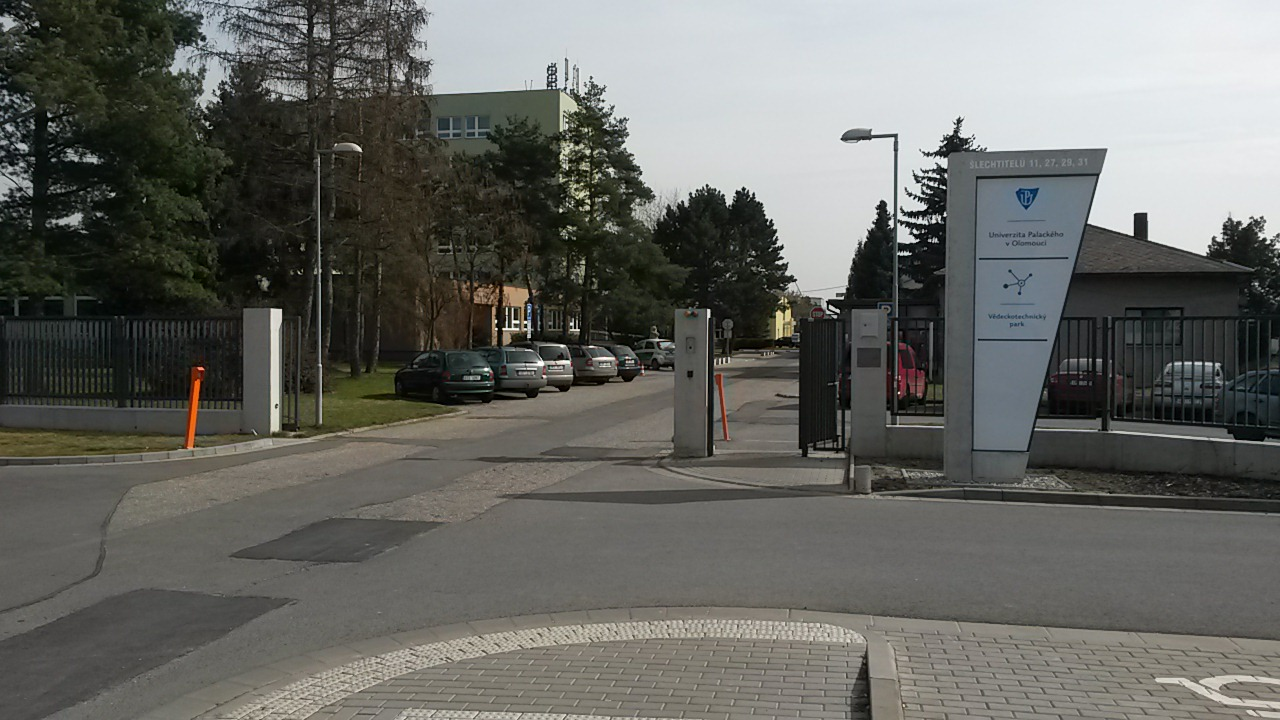 ŠLECHTITELŮ 11, 27, 29, 31
Univerzita Palackého
v Olomouci
Vědeckotechnický
park